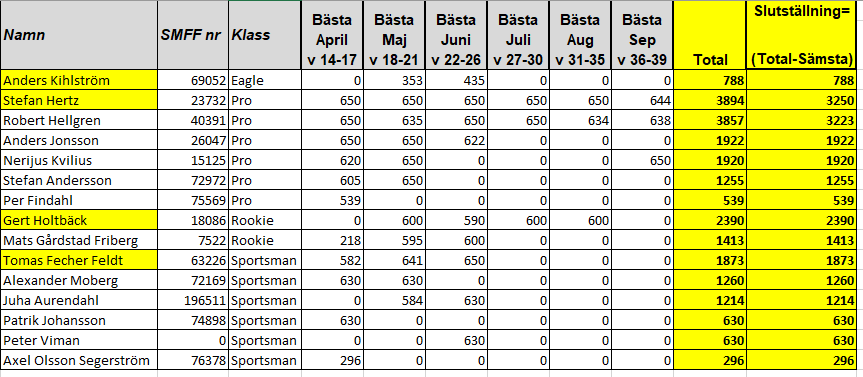 Namn SMFF nr Klass Bästa April v 14-17 Bästa Maj v 18-21 Bästa Juni v 22-26 Bästa Juli v 27-30 Bästa Aug v 31-35 Bästa Sep v 36-39 Total Slutställning= (Total-Sämsta)
Anders Kihlström 69052 Eagle 0 353 435 0 0 0 788 788
Stefan Hertz 23732 Pro 650 650 650 650 650 644 3894 3250
Robert Hellgren 40391 Pro 650 635 650 650 634 638 3857 3223
Anders Jonsson 26047 Pro 650 650 622 0 0 0 1922 1922
Nerijus Kvilius 15125 Pro 620 650 0 0 0 650 1920 1920
Stefan Andersson 72972 Pro 605 650 0 0 0 0 1255 1255
Per Findahl 75569 Pro 539 0 0 0 0 0 539 539
Gert Holtbäck 18086 Rookie 0 600 590 600 600 0 2390 2390
Mats Gårdstad Friberg 7522 Rookie 218 595 600 0 0 0 1413 1413
Tomas Fecher Feldt 63226 Sportsman 582 641 650 0 0 0 1873 1873
Alexander Moberg 72169 Sportsman 630 630 0 0 0 0 1260 1260
Juha Aurendahl 196511 Sportsman 0 584 630 0 0 0 1214 1214
Patrik Johansson 74898 Sportsman 630 0 0 0 0 0 630 630
Peter Viman 0 Sportsman 0 0 630 0 0 0 630 630
Axel Olsson Segerström 76378 Sportsman 296 0 0 0 0 0 296 296